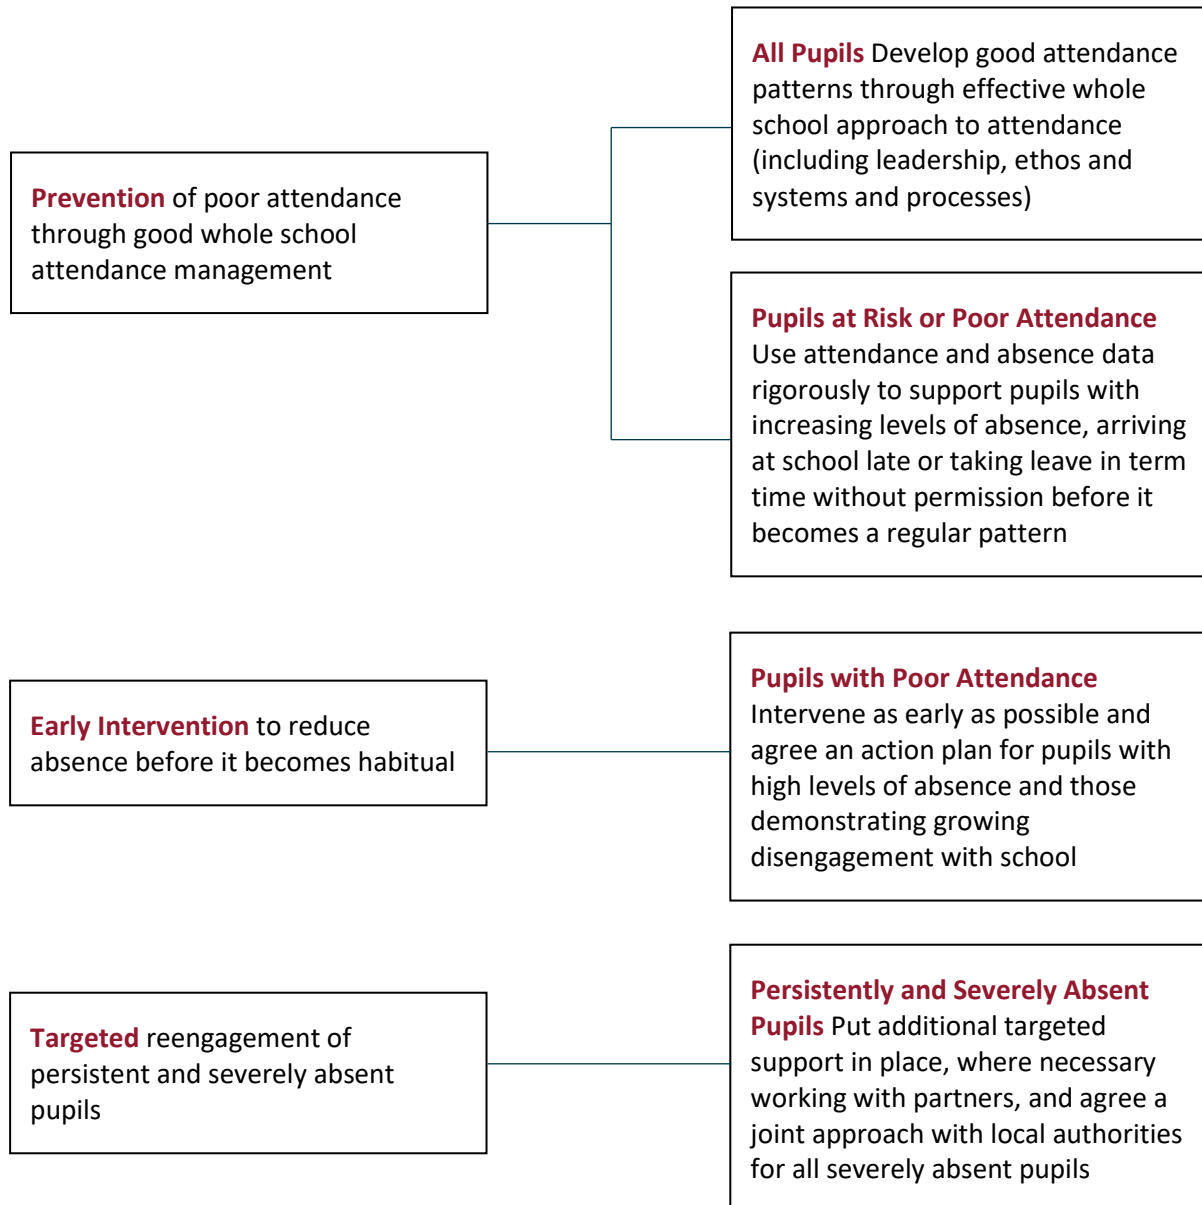 Prevention of poor attendance
through good whole school
attendance management
All Pupils Develop good attendance
patterns through effective whole
school approach to attendance
(including leadership, ethos and
systems and processes)
Pupils at Risk or Poor Attendance
Use attendance and absence data
rigorously to support pupils with
increasing levels of absence, arriving
at school late or taking leave in term
time without permission before it
becomes a regular pattern
Early Intervention to reduce
absence before it becomes habitual
Pupils with Poor Attendance
Intervene as early as possible and
agree an action plan for pupils with
high levels of absence and those
demonstrating growing
disengagement with school
Targeted reengagement of
persistent and severely absent
pupils
Persistently and Severely Absent
Pupils Put additional targeted
support in place, where necessary
working with partners, and agree a
joint approach with local authorities
for all severely absent pupils